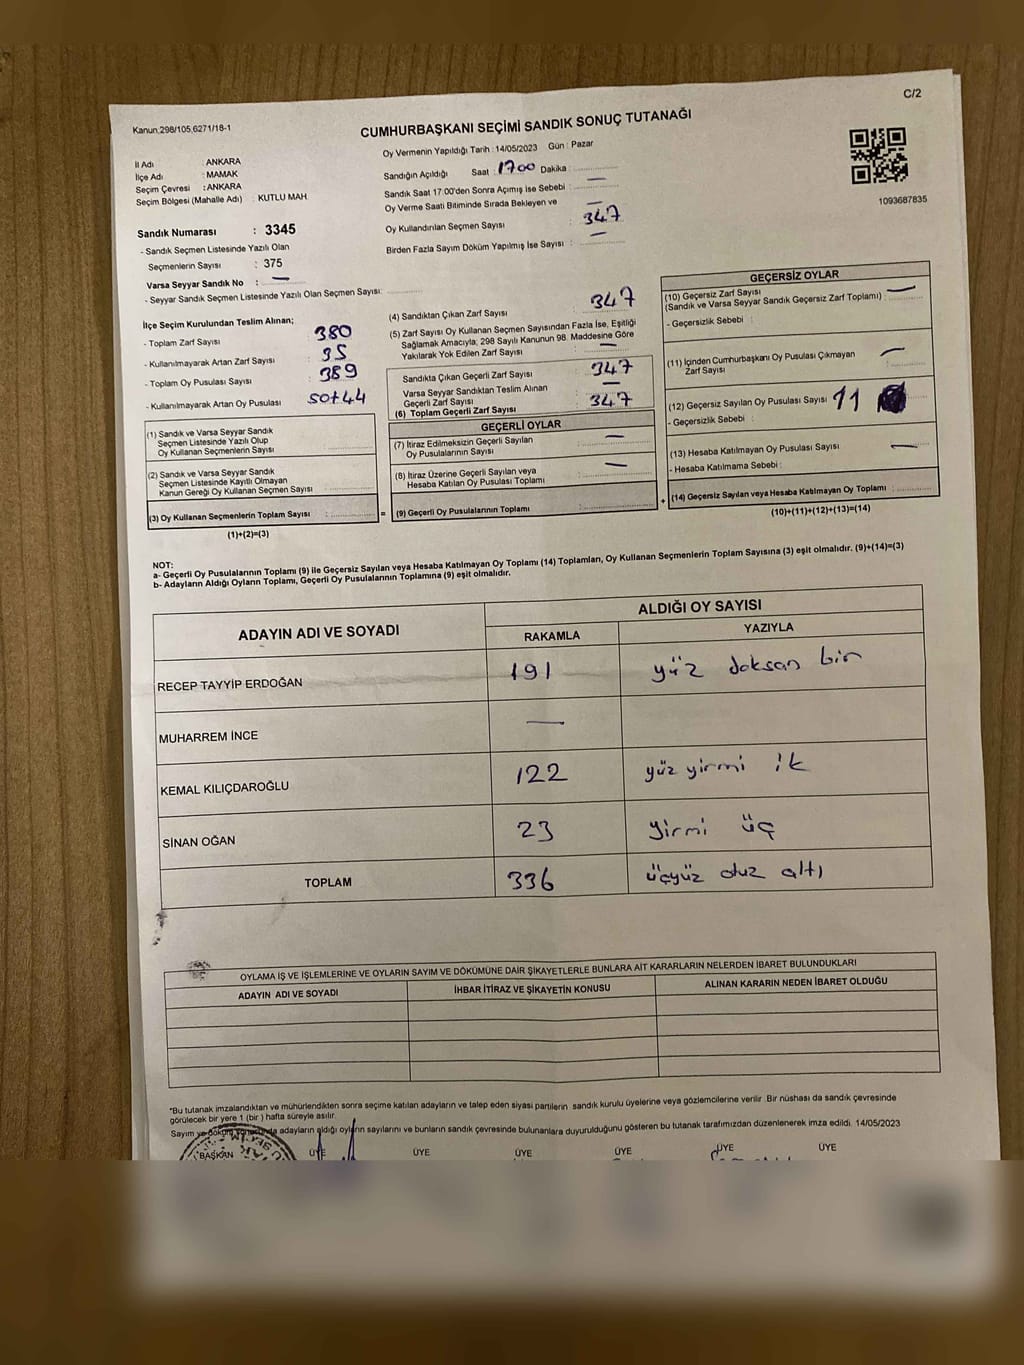 C/2
Kanun,298/105,6271/18-1
CUMHURBAŞKANI SEÇİMİ SANDIK SONUÇ TUTANAĞI
İl Adı : ANKARA
İlçe Adı : MAMAK
Seçim Çevresi : ANKARA
Seçim Bölgesi (Mahalle Adı) : KUTLU MAH.
Sandık Numarası : 3345
- Sandık Seçmen Listesinde Yazılı Olan
Seçmenlerin Sayısı : 375
Varsa Seyyar Sandık No : —
- Seyyar Sandık Seçmen Listesinde Yazılı Olan Seçmen Sayısı:
Oy Vermenin Yapıldığı Tarih : 14/05/2023 Gün : Pazar
Sandığın Açıldığı Saat : 1700 Dakika :
Sandık Saat 17:00'den Sonra Açımış İse Sebebi : —
Oy Verme Saati Bitiminde Sırada Bekleyen ve —
Oy Kullandırılan Seçmen Sayısı : 347
Birden Fazla Sayım Döküm Yapılmış İse Sayısı : —
1093687835
İlçe Seçim Kurulundan Teslim Alınan;
- Toplam Zarf Sayısı : 380
- Kullanılmayarak Artan Zarf Sayısı : 35
- Toplam Oy Pusulası Sayısı : 389
- Kullanılmayarak Artan Oy Pusulası : 50+44
(1) Sandık ve Varsa Seyyar Sandık
Seçmen Listesinde Yazılı Olup
Oy Kullanan Seçmenlerin Sayısı :
(2) Sandık ve Varsa Seyyar Sandık
Seçmen Listesinde Kayıtlı Olmayan
Kanun Gereği Oy Kullanan Seçmen Sayısı :
(3) Oy Kullanan Seçmenlerin Toplam Sayısı :
(1)+(2)=(3)
(4) Sandıktan Çıkan Zarf Sayısı : 347
(5) Zarf Sayısı Oy Kullanan Seçmen Sayısından Fazla İse, Eşitliği
Sağlamak Amacıyla, 298 Sayılı Kanunun 98. Maddesine Göre
Yakılarak Yok Edilen Zarf Sayısı : —
Sandıkta Çıkan Geçerli Zarf Sayısı : 347
Varsa Seyyar Sandıktan Teslim Alınan
Geçerli Zarf Sayısı : —
(6) Toplam Geçerli Zarf Sayısı : 347
GEÇERLİ OYLAR
(7) İtiraz Edilmeksizin Geçerli Sayılan
Oy Pusulalarının Sayısı : —
(8) İtiraz Üzerine Geçerli Sayılan veya
Hesaba Katılan Oy Pusulası Toplamı : —
= (9) Geçerli Oy Pusulalarının Toplamı :
GEÇERSİZ OYLAR
(10) Geçersiz Zarf Sayısı
(Sandık ve Varsa Seyyar Sandık Geçersiz Zarf Toplamı) : —
- Geçersizlik Sebebi :
(11) İçinden Cumhurbaşkanı Oy Pusulası Çıkmayan
Zarf Sayısı : —
(12) Geçersiz Sayılan Oy Pusulası Sayısı : 11
- Geçersizlik Sebebi :
(13) Hesaba Katılmayan Oy Pusulası Sayısı : —
- Hesaba Katılmama Sebebi :
+ (14) Geçersiz Sayılan veya Hesaba Katılmayan Oy Toplamı :
(10)+(11)+(12)+(13)=(14)
NOT:
a- Geçerli Oy Pusulalarının Toplamı (9) ile Geçersiz Sayılan veya Hesaba Katılmayan Oy Toplamı (14) Toplamları, Oy Kullanan Seçmenlerin Toplam Sayısına (3) eşit olmalıdır. (9)+(14)=(3)
b- Adayların Aldığı Oyların Toplamı, Geçerli Oy Pusulalarının Toplamına (9) eşit olmalıdır.
ADAYIN ADI VE SOYADI
ALDIĞI OY SAYISI
RAKAMLA YAZIYLA
RECEP TAYYİP ERDOĞAN 191 yüz doksan bir
MUHARREM İNCE —
KEMAL KILIÇDAROĞLU 122 yüz yirmi ik
SİNAN OĞAN 23 yirmi üç
TOPLAM 336 üçyüz otuz altı
OYLAMA İŞ VE İŞLEMLERİNE VE OYLARIN SAYIM VE DÖKÜMÜNE DAİR ŞİKAYETLERLE BUNLARA AİT KARARLARIN NELERDEN İBARET BULUNDUKLARI
ADAYIN ADI VE SOYADI İHBAR İTİRAZ VE ŞİKAYETİN KONUSU ALINAN KARARIN NEDEN İBARET OLDUĞU
*Bu tutanak imzalandıktan ve mühürlendikten sonra seçime katılan adayların ve talep eden siyasi partilerin sandık kurulu üyelerine veya gözlemcilerine verilir. Bir nüshası da sandık çevresinde
görülecek bir yere 1 (bir ) hafta süreyle asılır.
Sayım ve döküm adayların aldığı oyların sayılarını ve bunların sandık çevresinde bulunanlara duyurulduğunu gösteren bu tutanak tarafımızdan düzenlenerek imza edildi. 14/05/2023
BAŞKAN ÜYE ÜYE ÜYE ÜYE ÜYE ÜYE